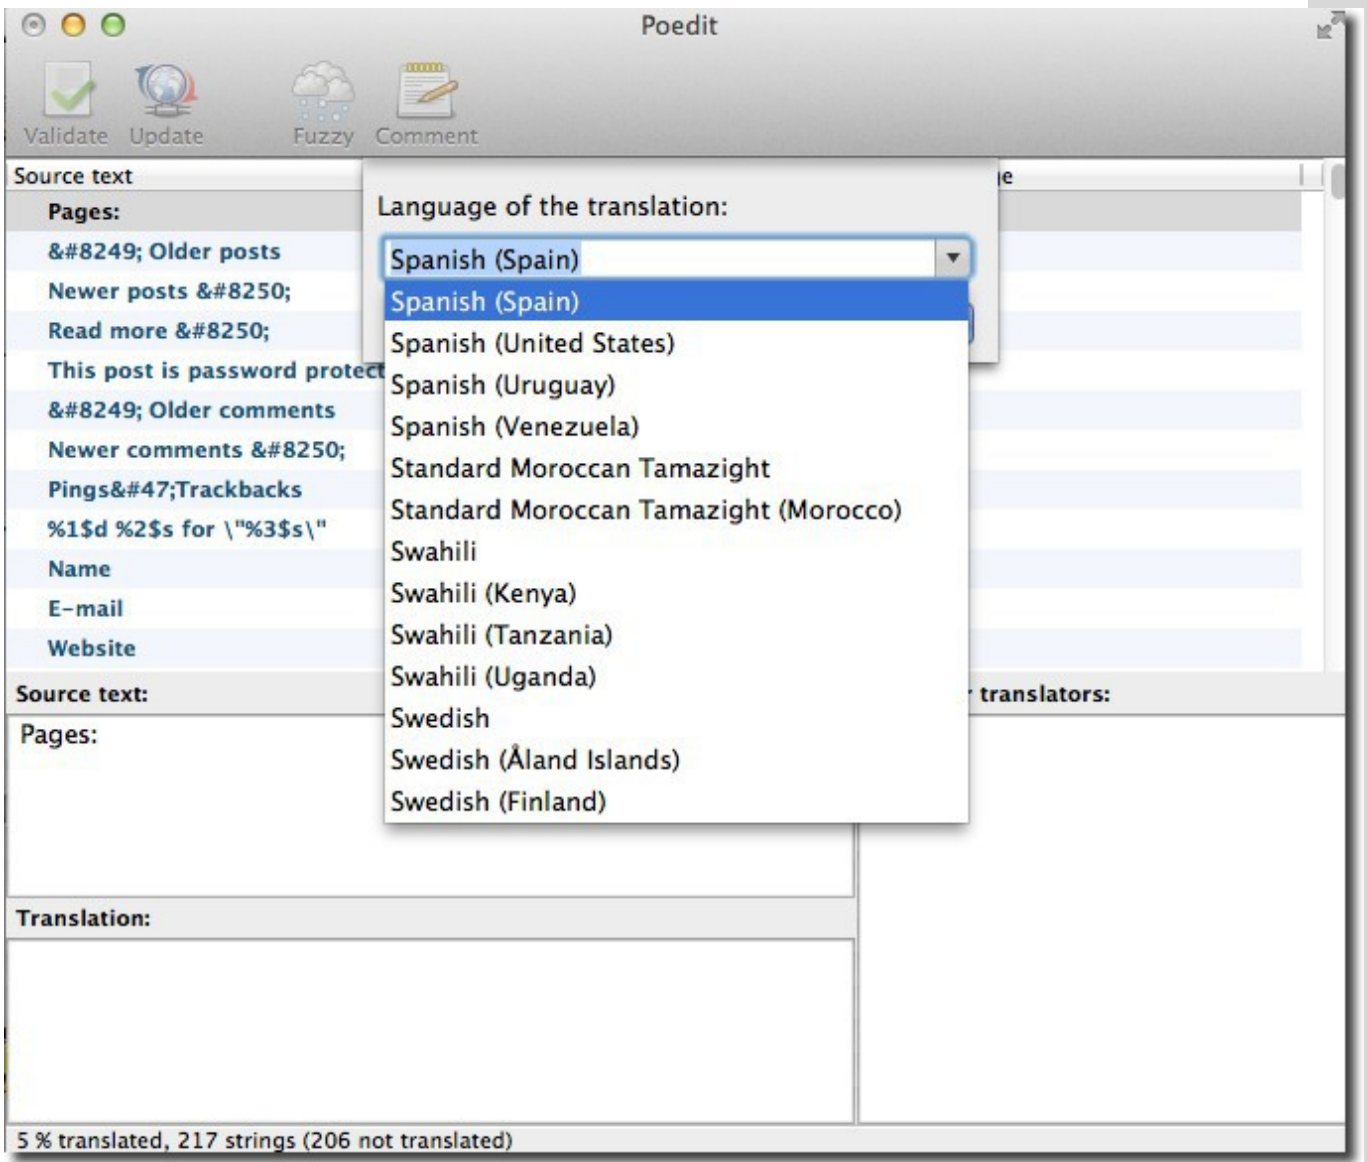 Poedit
Validate Update Fuzzy Comment
Source text
Language of the translation:
Pages:
&#8249; Older posts
Newer posts &#8250;
Read more &#8250;
This post is password protect
&#8249; Older comments
Newer comments &#8250;
Pings&#47;Trackbacks
%1$d %2$s for \"%3$s\"
Name
E-mail
Website
Spanish (Spain)
Spanish (Spain)
Spanish (United States)
Spanish (Uruguay)
Spanish (Venezuela)
Standard Moroccan Tamazight
Standard Moroccan Tamazight (Morocco)
Swahili
Swahili (Kenya)
Swahili (Tanzania)
Swahili (Uganda)
Swedish
Swedish (Åland Islands)
Swedish (Finland)
Source text:
translators:
Pages:
Translation:
5 % translated, 217 strings (206 not translated)